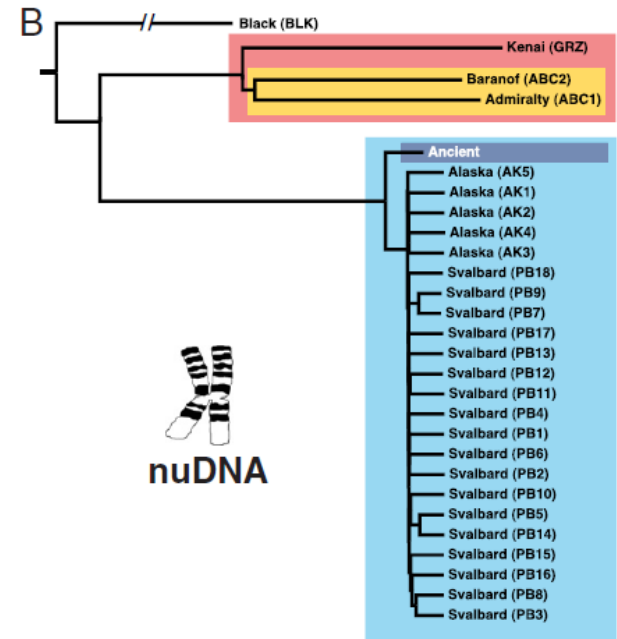 B
Black (BLK)
Kenai (GRZ)
Baranof (ABC2)
Admiralty (ABC1)
Ancient
Alaska (AK5)
Alaska (AK1)
Alaska (AK2)
Alaska (AK4)
Alaska (AK3)
Svalbard (PB18)
Svalbard (PB9)
Svalbard (PB7)
Svalbard (PB17)
Svalbard (PB13)
Svalbard (PB12)
Svalbard (PB11)
Svalbard (PB4)
Svalbard (PB1)
Svalbard (PB6)
Svalbard (PB2)
Svalbard (PB10)
Svalbard (PB5)
Svalbard (PB14)
Svalbard (PB15)
Svalbard (PB16)
Svalbard (PB8)
Svalbard (PB3)
nuDNA